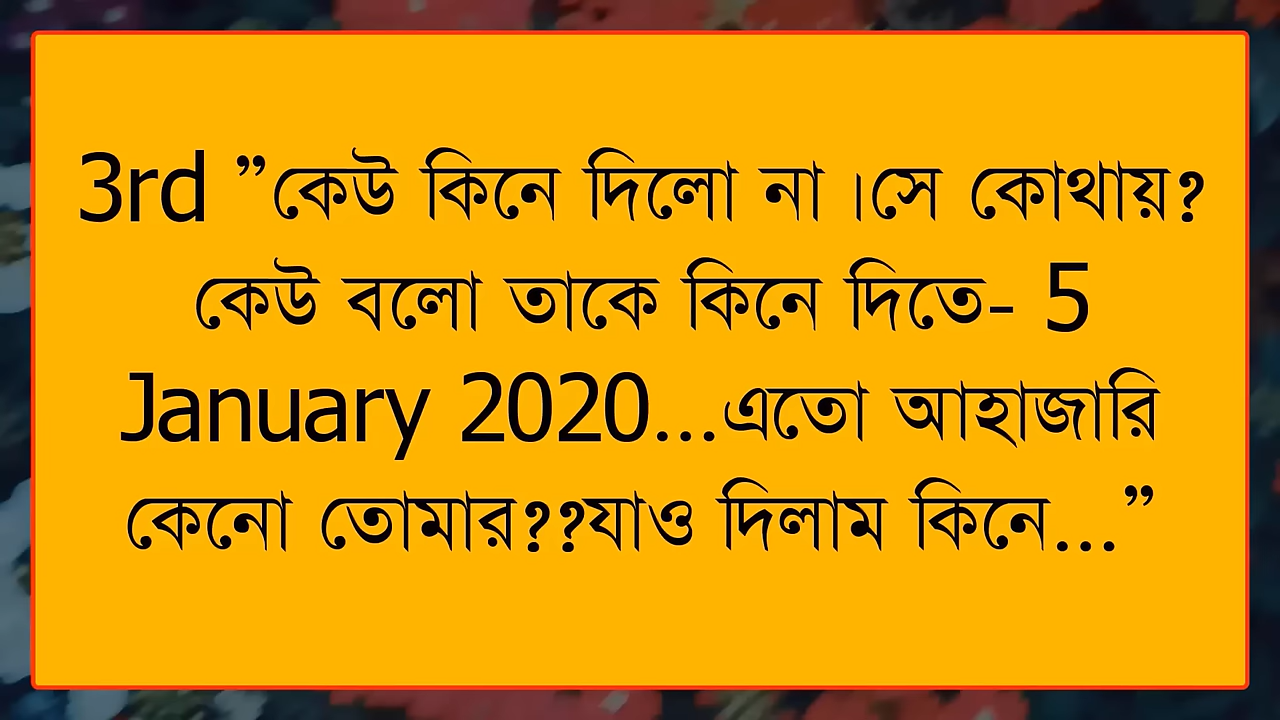 3rd ”কেউ কিনে দিলো না।সে কোথায়?
কেউ বলো তাকে কিনে দিতে- 5
January 2020...এতো আহাজারি
কেনো তোমার??যাও দিলাম কিনে...”